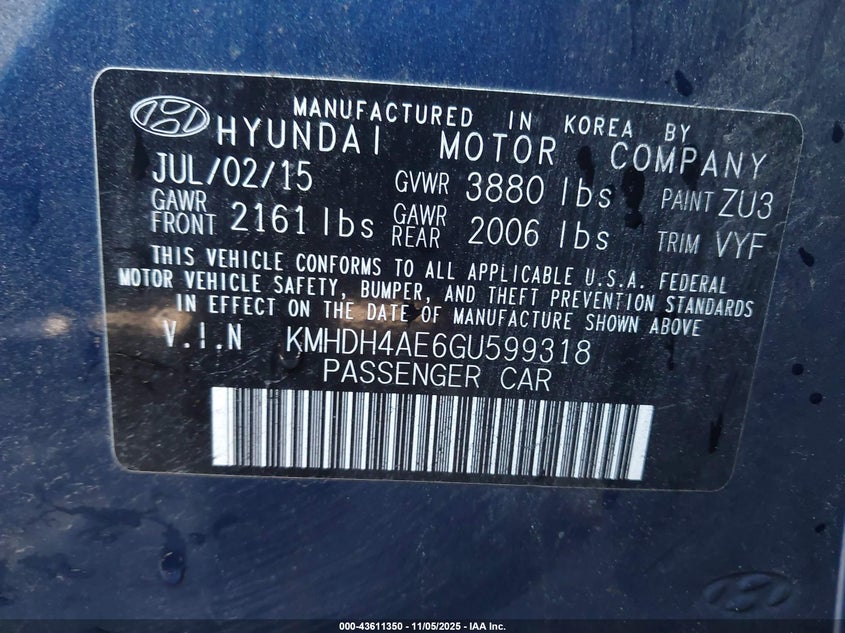 MANUFACTURED IN KOREA BY
HYUNDAI MOTOR COMPANY
JUL/02/15 GVWR 3880 lbs PAINT ZU3
GAWR FRONT 2161 lbs GAWR REAR 2006 lbs TRIM VYF
THIS VEHICLE CONFORMS TO ALL APPLICABLE U.S.A. FEDERAL
MOTOR VEHICLE SAFETY, BUMPER, AND THEFT PREVENTION STANDARDS
IN EFFECT ON THE DATE OF MANUFACTURE SHOWN ABOVE
V.I.N KMHDH4AE6GU599318
PASSENGER CAR
000-43611350 - 11/05/2025 - IAA Inc.